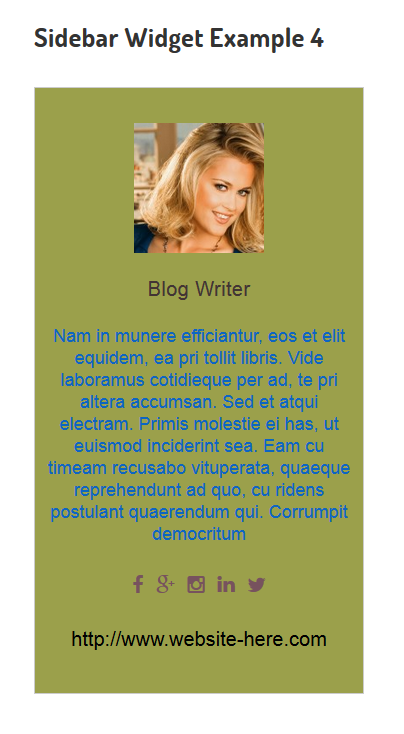 Sidebar Widget Example 4
Blog Writer
Nam in munere efficiantur, eos et elit
equidem, ea pri tollit libris. Vide
laboramus cotidieque per ad, te pri
altera accumsan. Sed et atqui
electram. Primis molestie ei has, ut
euismod inciderint sea. Eam cu
timeam recusabo vituperata, quaeque
reprehendunt ad quo, cu ridens
postulant quaerendum qui. Corrumpit
democritum
http://www.website-here.com